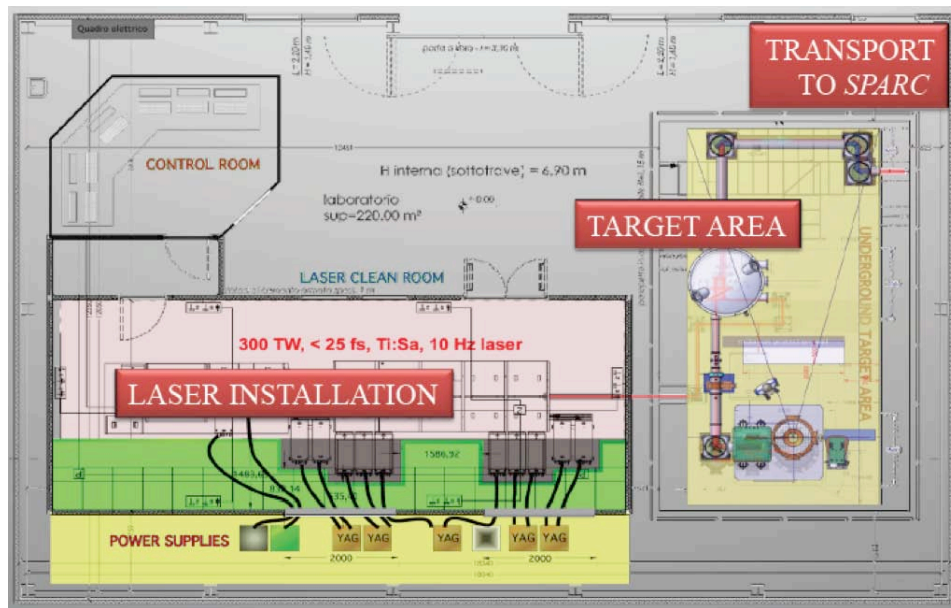 Quadro elettrico
TRANSPORT
TO SPARC
CONTROL ROOM
H interna (sottotrave) = 6,90 m
laboratorio
sup=220.00 m²
TARGET AREA
LASER CLEAN ROOM
UNDERGROUND TARGET AREA
300 TW, < 25 fs, Ti:Sa, 10 Hz laser
LASER INSTALLATION
1586,92
POWER SUPPLIES
YAG
YAG
YAG
YAG
YAG
2000
2000